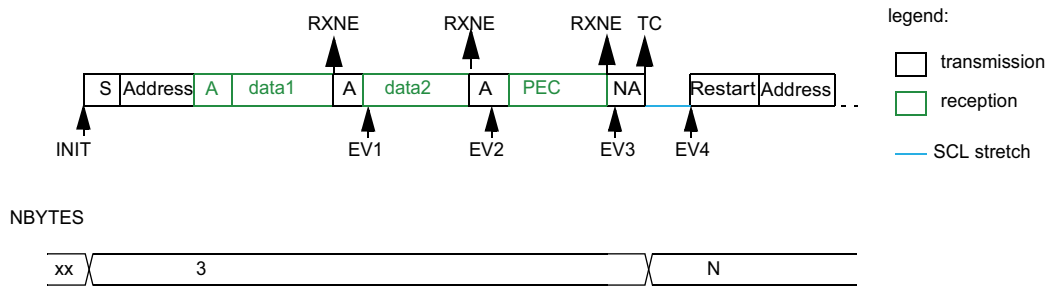 RXNE RXNE RXNE TC
S Address A data1 A data2 A PEC NA Restart Address
INIT EV1 EV2 EV3 EV4
legend:
transmission
reception
SCL stretch
NBYTES
xx 3 N